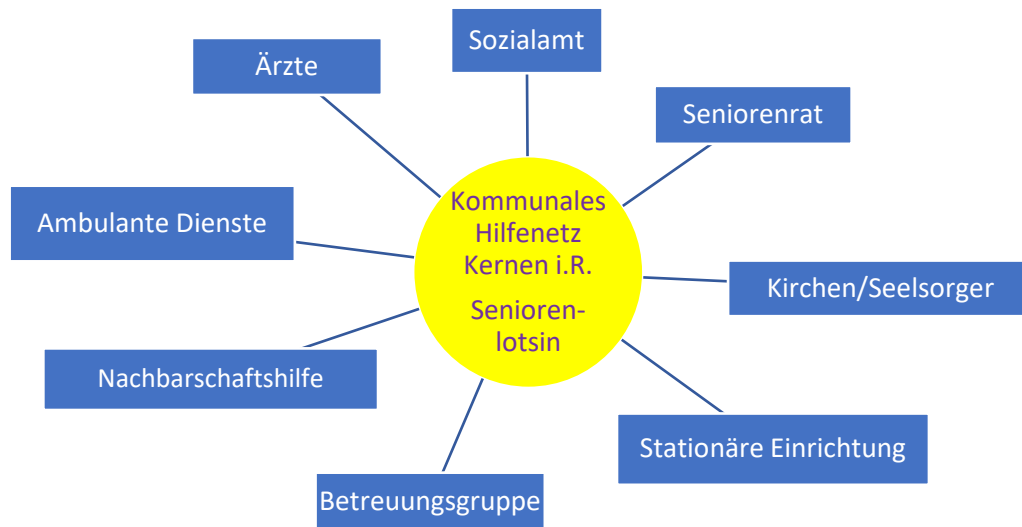 Sozialamt
Ärzte
Seniorenrat
Kommunales
Hilfenetz
Kernen i.R.
Senioren-
lotsin
Ambulante Dienste
Kirchen/Seelsorger
Nachbarschaftshilfe
Stationäre Einrichtung
Betreuungsgruppe